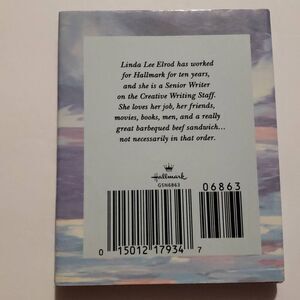 Linda Lee Elrod has worked
for Hallmark for ten years,
and she is a Senior Writer
on the Creative Writing Staff.
She loves her job, her friends,
movies, books, men, and a really
great barbequed beef sandwich...
not necessarily in that order.
Hallmark
GSN6863
06863
0 15012 17934 7